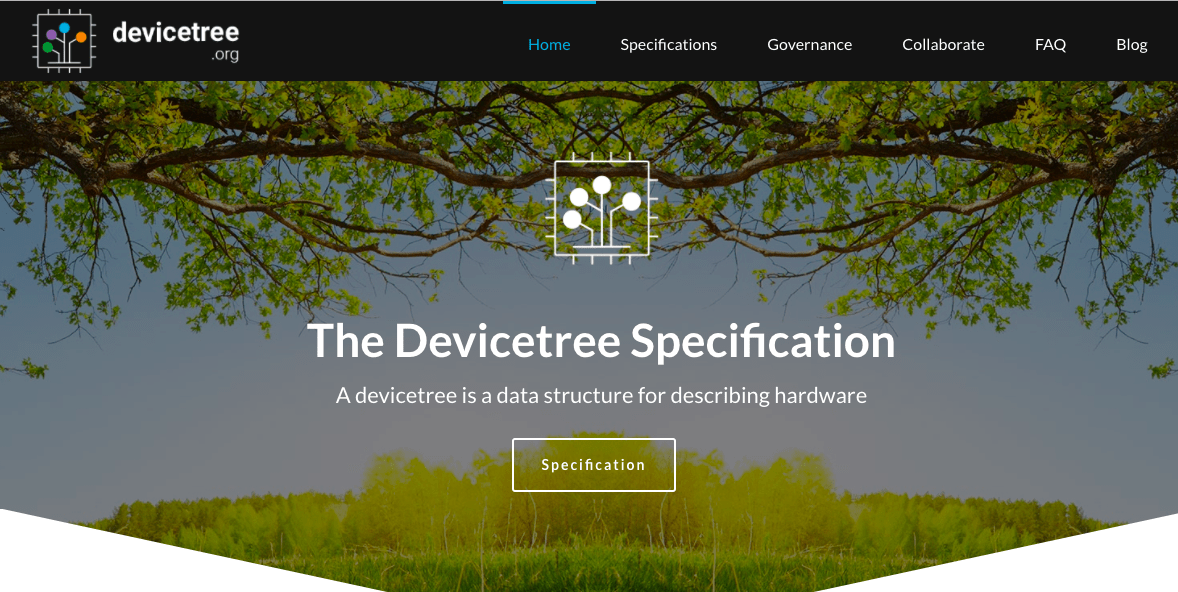 devicetree
.org
Home Specifications Governance Collaborate FAQ Blog
The Devicetree Specification
A devicetree is a data structure for describing hardware
Specification